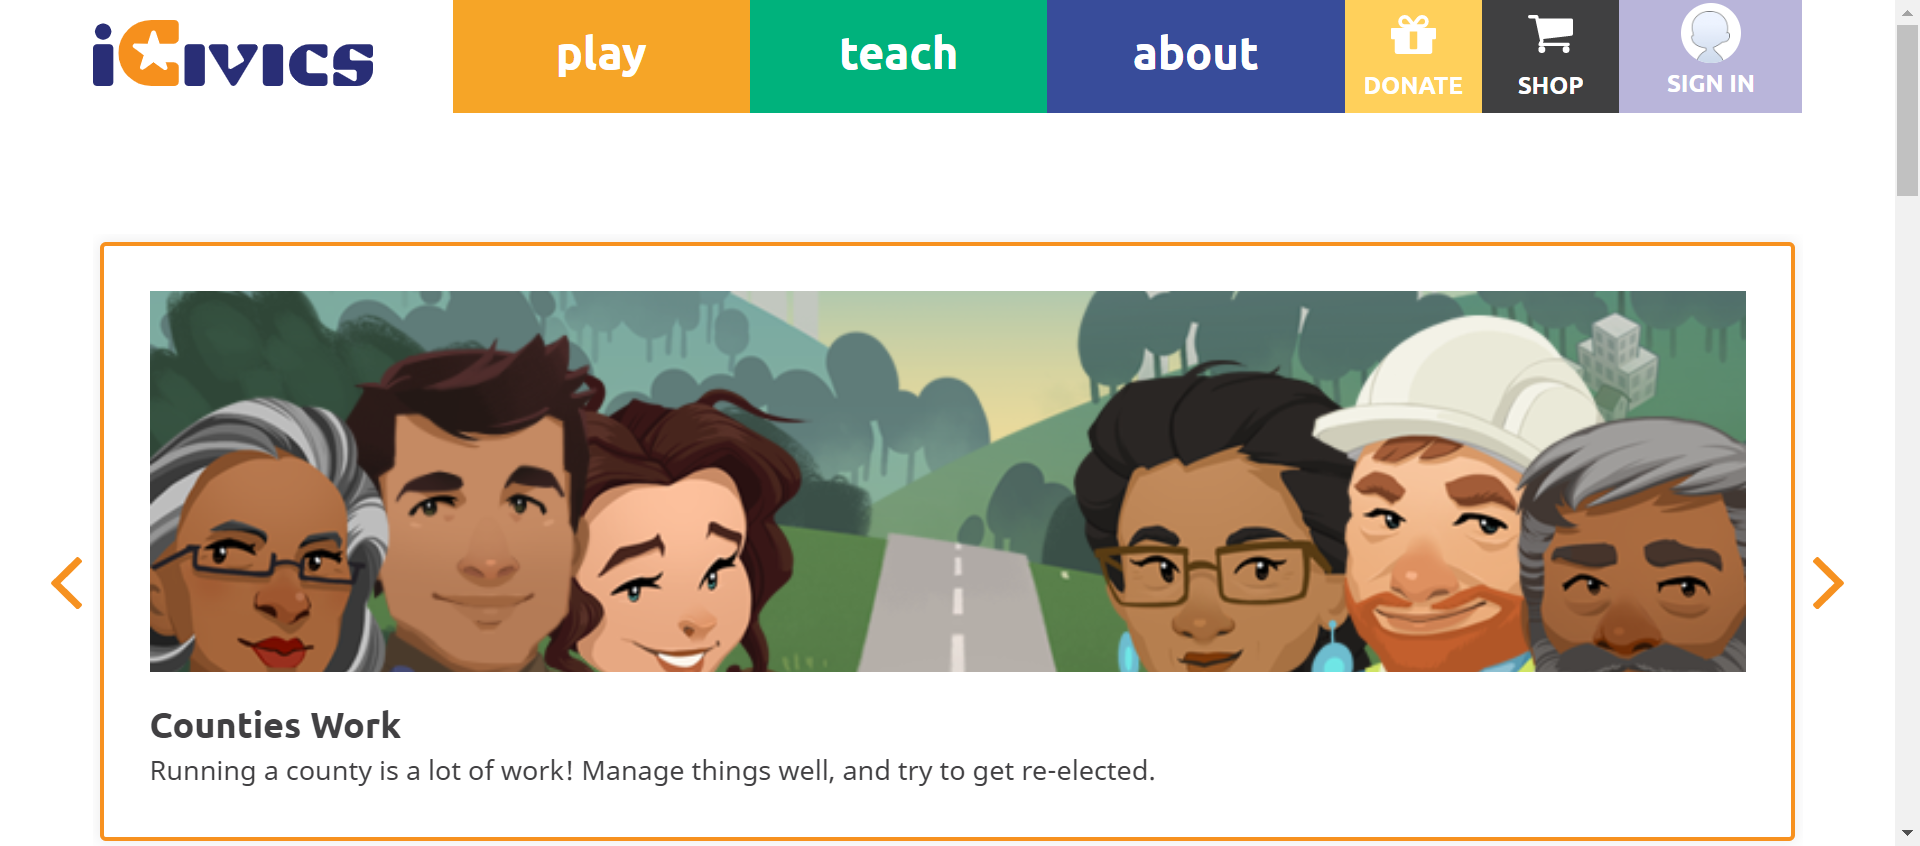 iCivics
play
teach
about
DONATE
SHOP
SIGN IN
Counties Work
Running a county is a lot of work! Manage things well, and try to get re-elected.